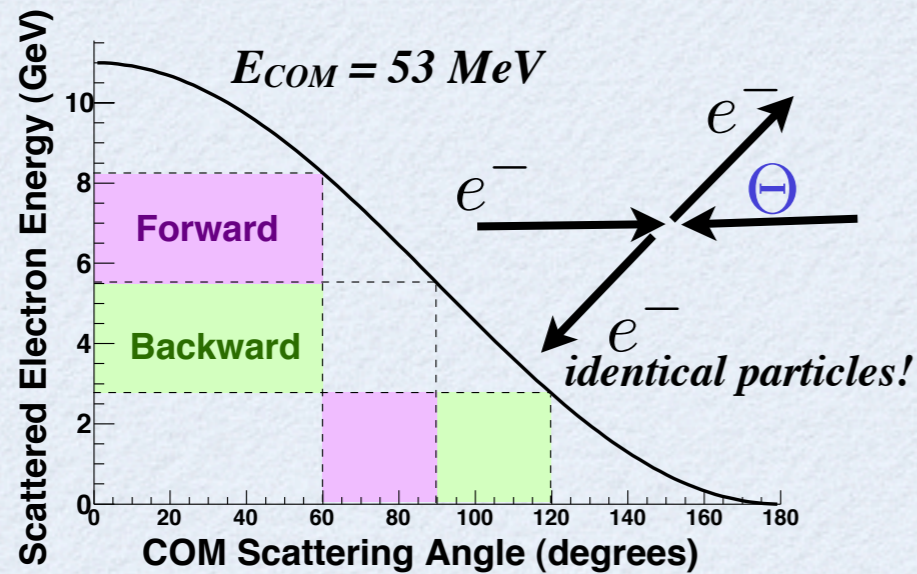 Scattered Electron Energy (GeV)
10
8
6
4
2
0
E_COM = 53 MeV
Forward
Backward
e⁻
e⁻
Θ
e⁻
identical particles!
0 20 40 60 80 100 120 140 160 180
COM Scattering Angle (degrees)